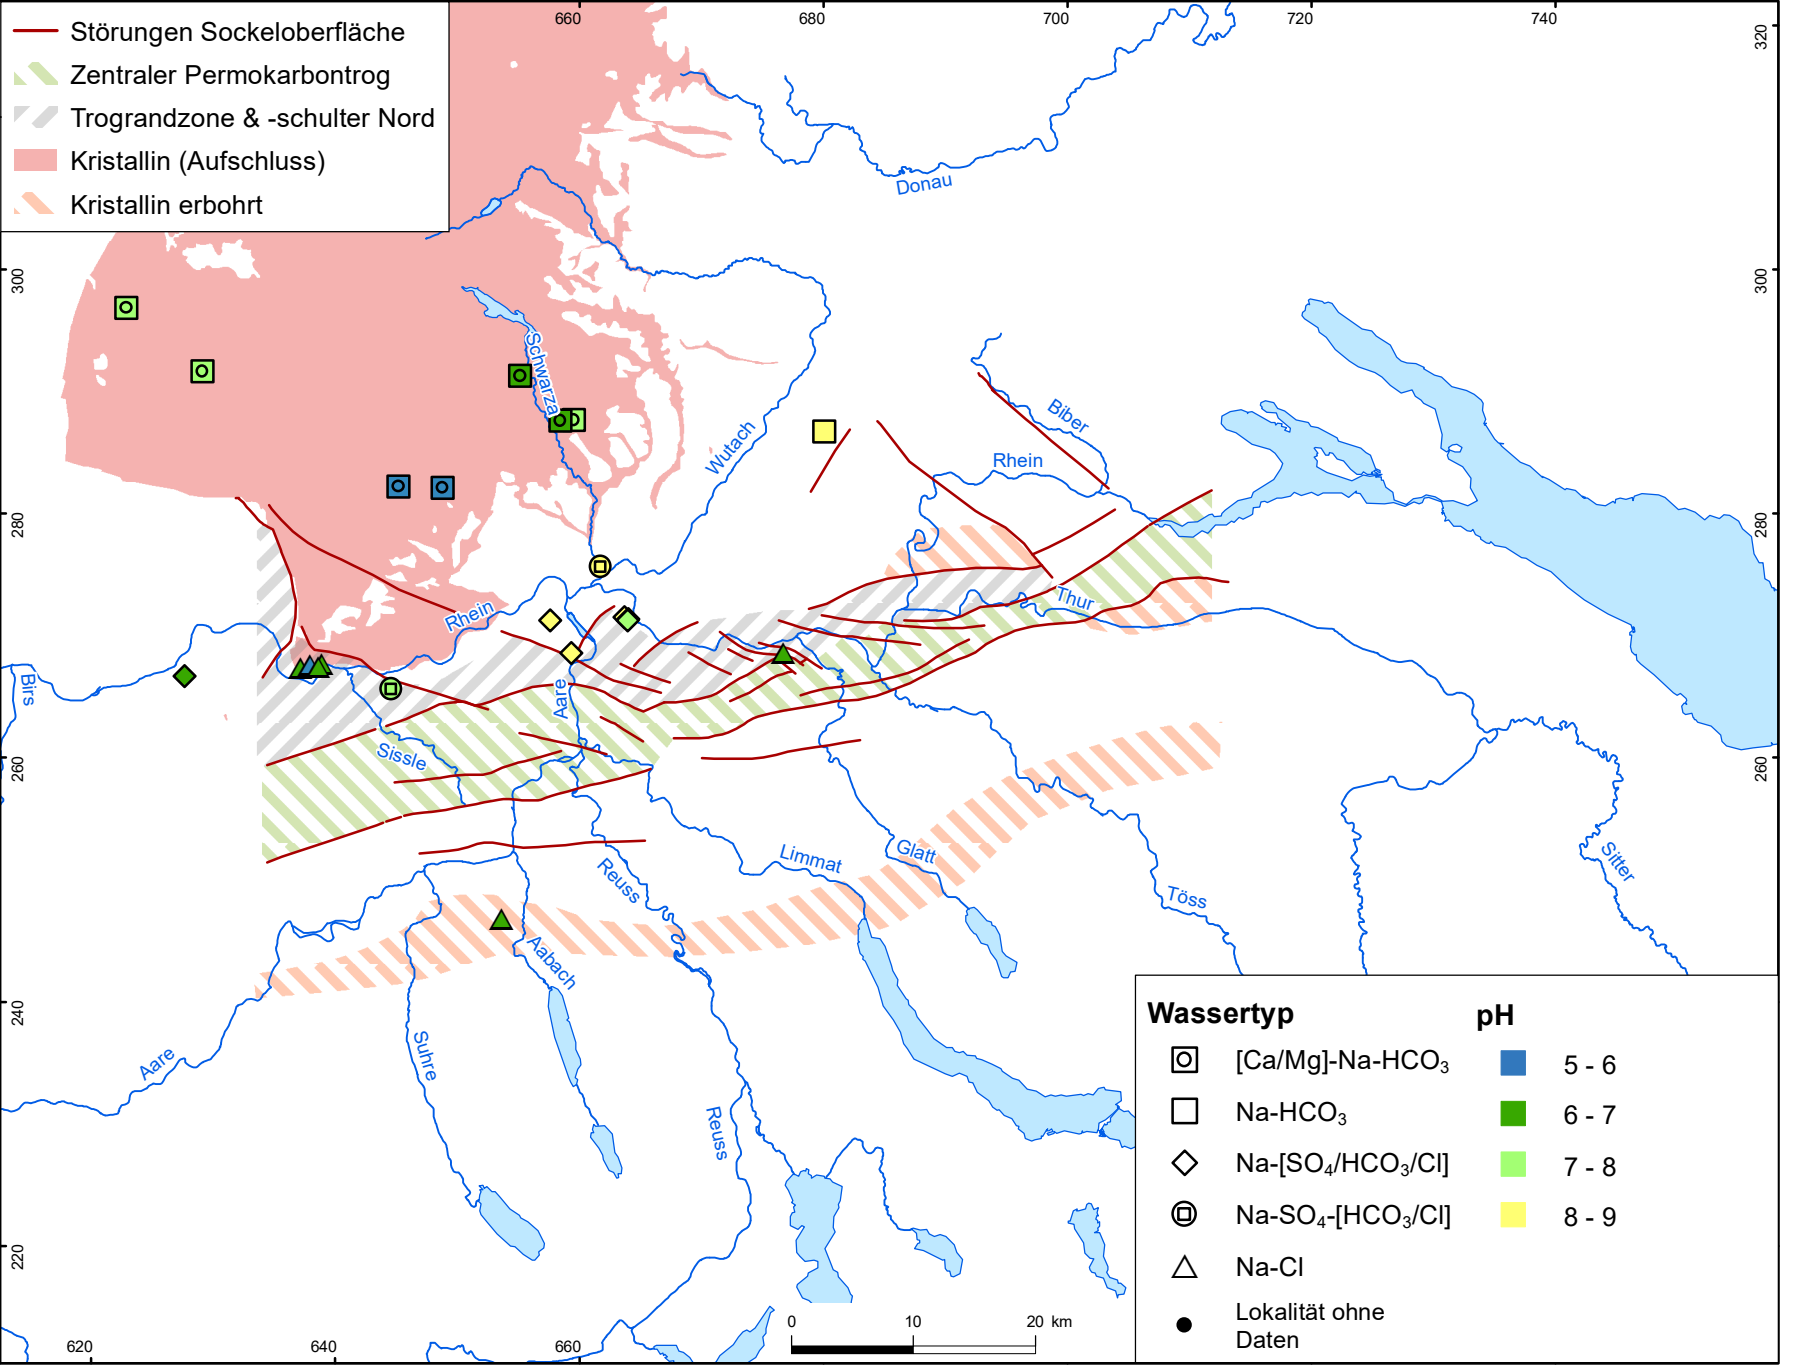 660
680
700
720
740
320
Störungen Sockeloberfläche
Zentraler Permokarbontrog
Trograndzone & -schulter Nord
Kristallin (Aufschluss)
Kristallin erbohrt
Donau
300
300
Schwarza
Wutach
Biber
Rhein
280
280
Rhein
Thur
Birs
Aare
Sissle
260
260
Limmat
Glatt
Reuss
Töss
Sitter
Aabach
240
Aare
Suhre
Reuss
220
Wassertyp
pH
[Ca/Mg]-Na-HCO₃
5 - 6
Na-HCO₃
6 - 7
Na-[SO₄/HCO₃/Cl]
7 - 8
Na-SO₄-[HCO₃/Cl]
8 - 9
Na-Cl
Lokalität ohne
Daten
0
10
20 km
620
640
660